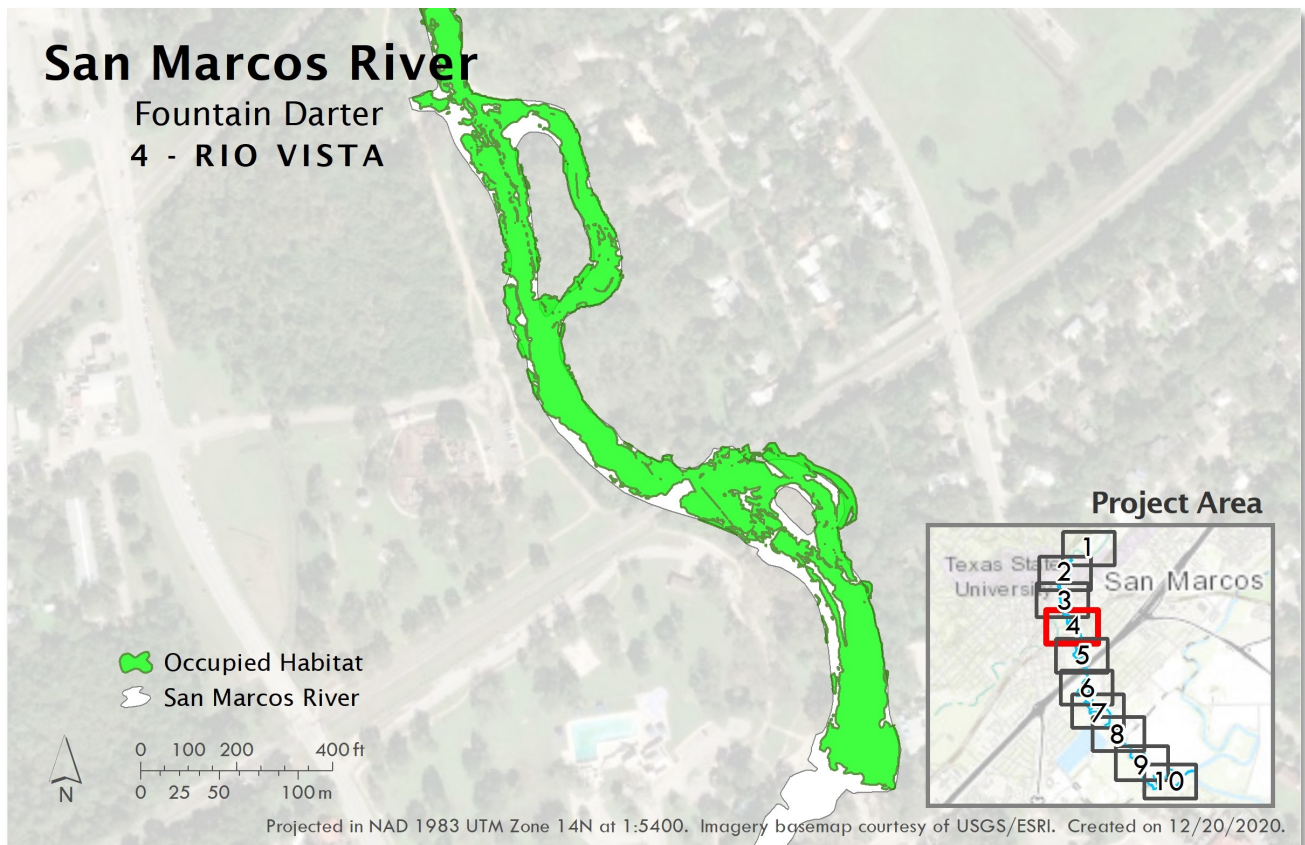 San Marcos River
Fountain Darter
4 - RIO VISTA
Project Area
1
Texas State
University
2
San Marcos
3
4
5
6
7
8
9
10
Occupied Habitat
San Marcos River
0 100 200 400 ft
0 25 50 100 m
N
Projected in NAD 1983 UTM Zone 14N at 1:5400. Imagery basemap courtesy of USGS/ESRI. Created on 12/20/2020.